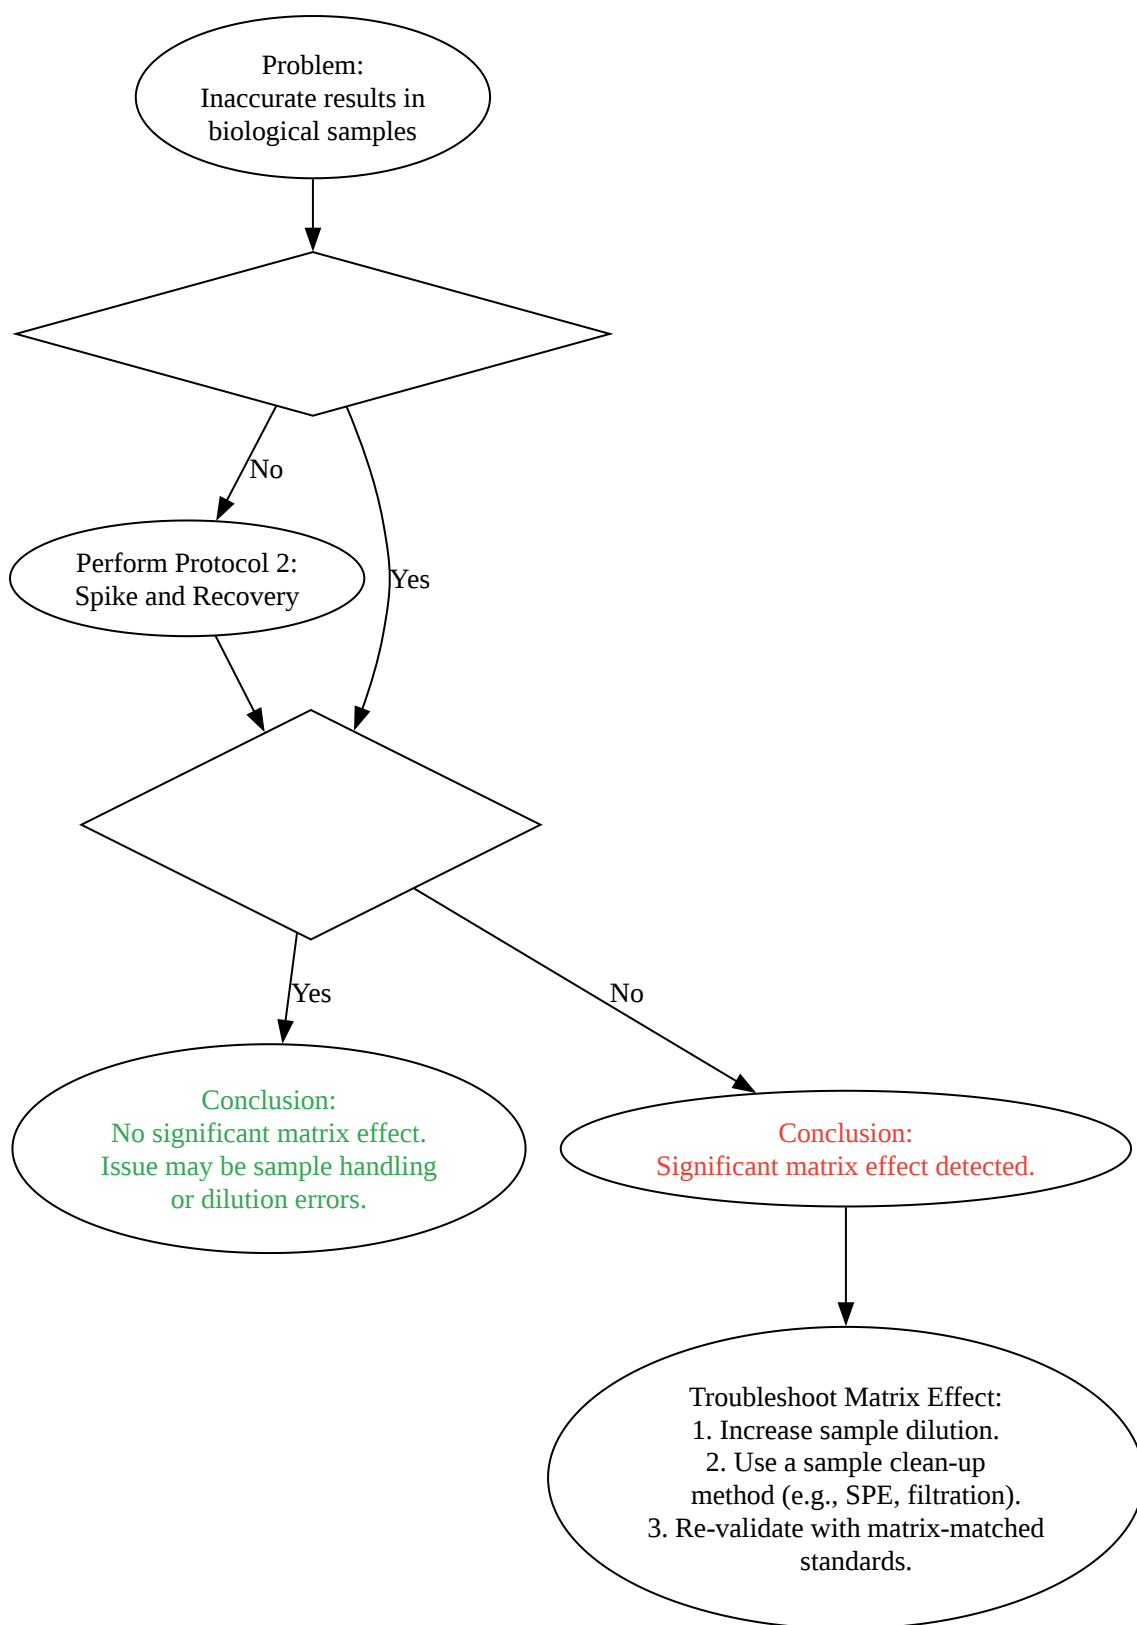 Problem:
Inaccurate results in
biological samples
No
Perform Protocol 2:
Spike and Recovery
Yes
Yes
No
Conclusion:
No significant matrix effect.
Issue may be sample handling
or dilution errors.
Conclusion:
Significant matrix effect detected.
Troubleshoot Matrix Effect:
1. Increase sample dilution.
2. Use a sample clean-up
method (e.g., SPE, filtration).
3. Re-validate with matrix-matched
standards.